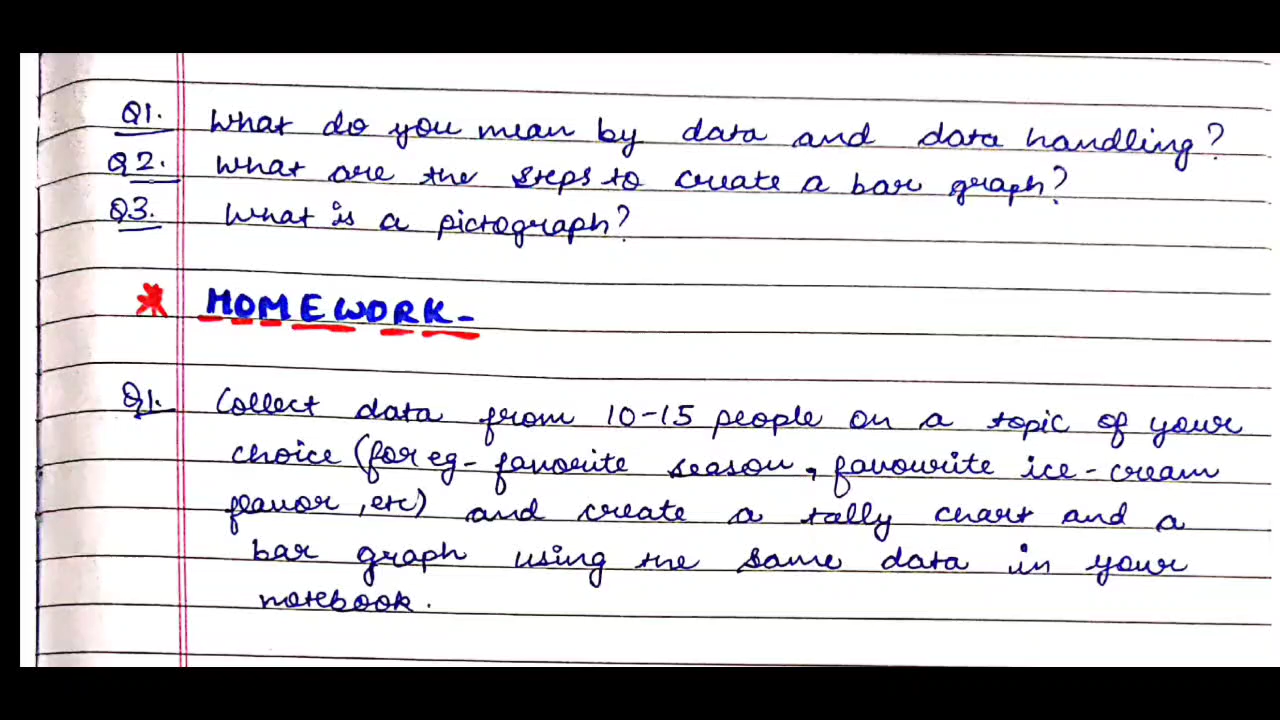 Q1. What do you mean by data and data handling?
Q2. What are the steps to create a bar graph?
Q3. What is a pictograph?
* HOMEWORK-
Q1. Collect data from 10-15 people on a topic of your
choice (for eg- favorite season, favourite ice-cream
flavor, etc) and create a tally chart and a
bar graph using the same data in your
notebook.